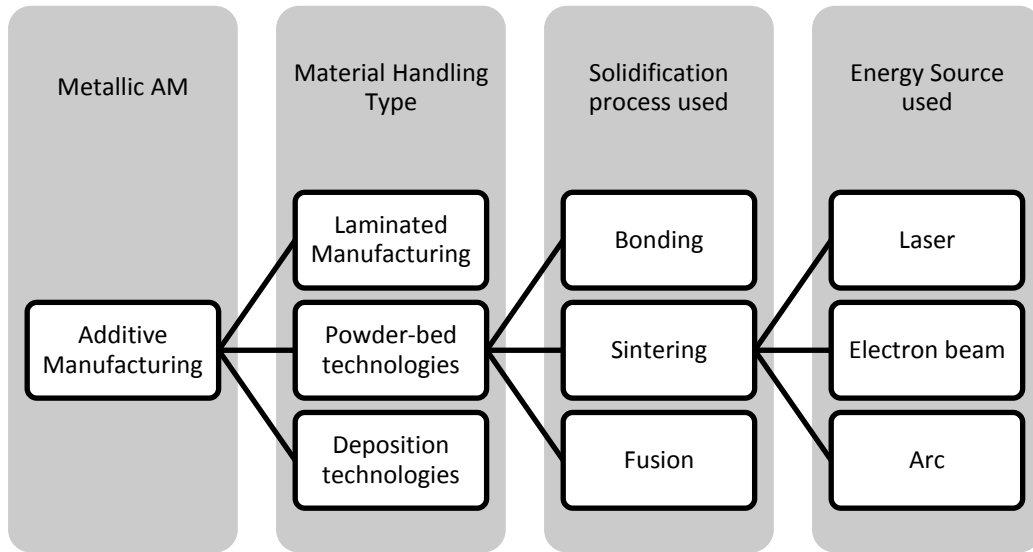 Metallic AM
Material Handling
Type
Solidification
process used
Energy Source
used
Laminated
Manufacturing
Bonding
Laser
Additive
Manufacturing
Powder-bed
technologies
Sintering
Electron beam
Deposition
technologies
Fusion
Arc